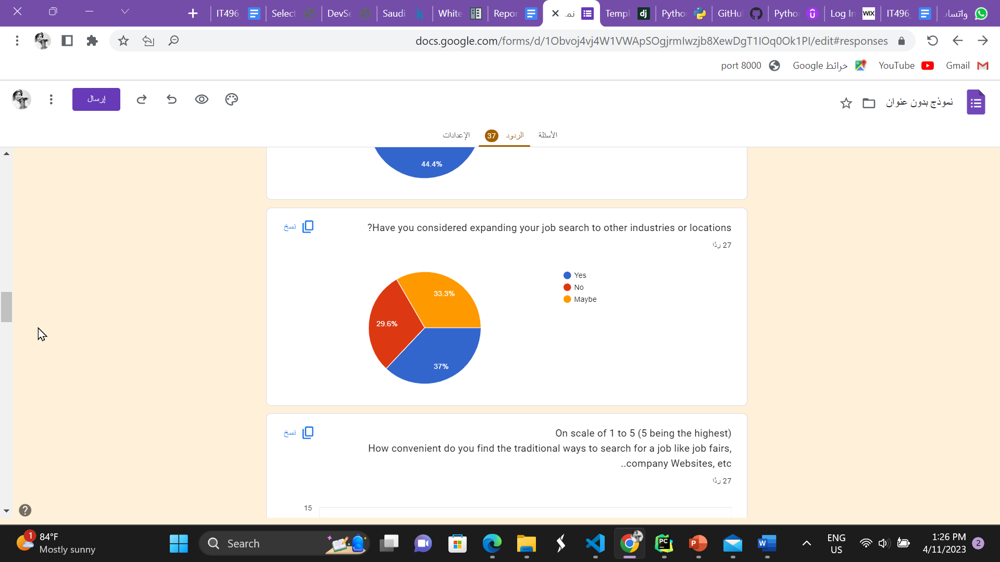 IT496
Select
DevSe
Saudi
White
Repor
نمـ
Templ
Pytho
GitHu
Pytho
Log In
WIX
IT496
واتساب
docs.google.com/forms/d/1Obvoj4vj4W1VWApSOgjrmIwzjb8XewDgT1IOq0Ok1PI/edit#responses
port 8000
خرائط Google
YouTube
Gmail
إرسال
نموذج بدون عنوان
الأسئلة
الردود 37
الإعدادات
44.4%
?Have you considered expanding your job search to other industries or locations
نسخ
27 ردًا
Yes
No
Maybe
33.3%
29.6%
37%
On scale of 1 to 5 (5 being the highest)
How convenient do you find the traditional ways to search for a job like job fairs,
..company Websites, etc
نسخ
27 ردًا
15
1
84°F
Mostly sunny
Search
ENG
US
1:26 PM
4/11/2023
2